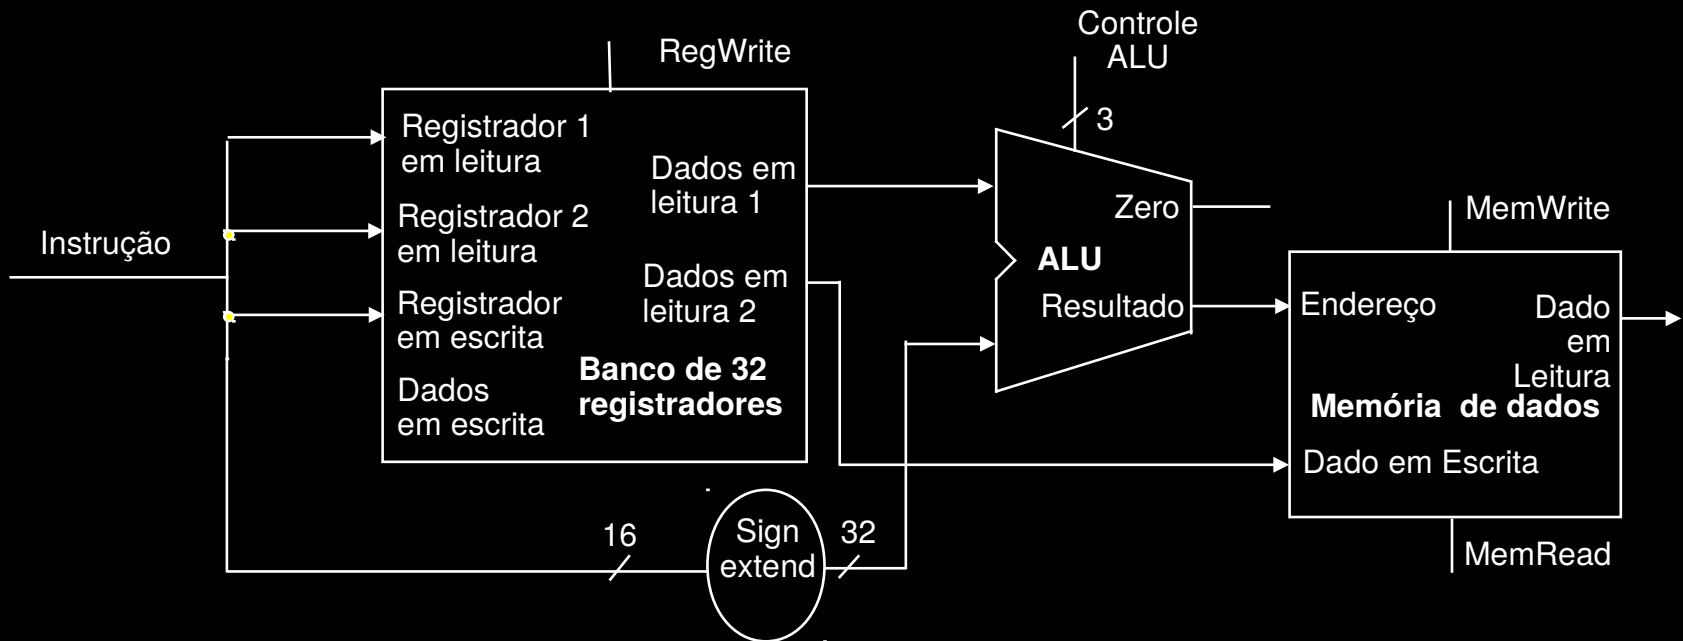 Controle
ALU
RegWrite
3
Registrador 1
em leitura
Dados em
leitura 1
Registrador 2
em leitura
Instrução
Dados em
leitura 2
Registrador
em escrita
Banco de 32
registradores
Dados
em escrita
Zero
ALU
Resultado
MemWrite
Endereço
Dado
em
Leitura
Memória de dados
Dado em Escrita
MemRead
16
Sign
extend
32